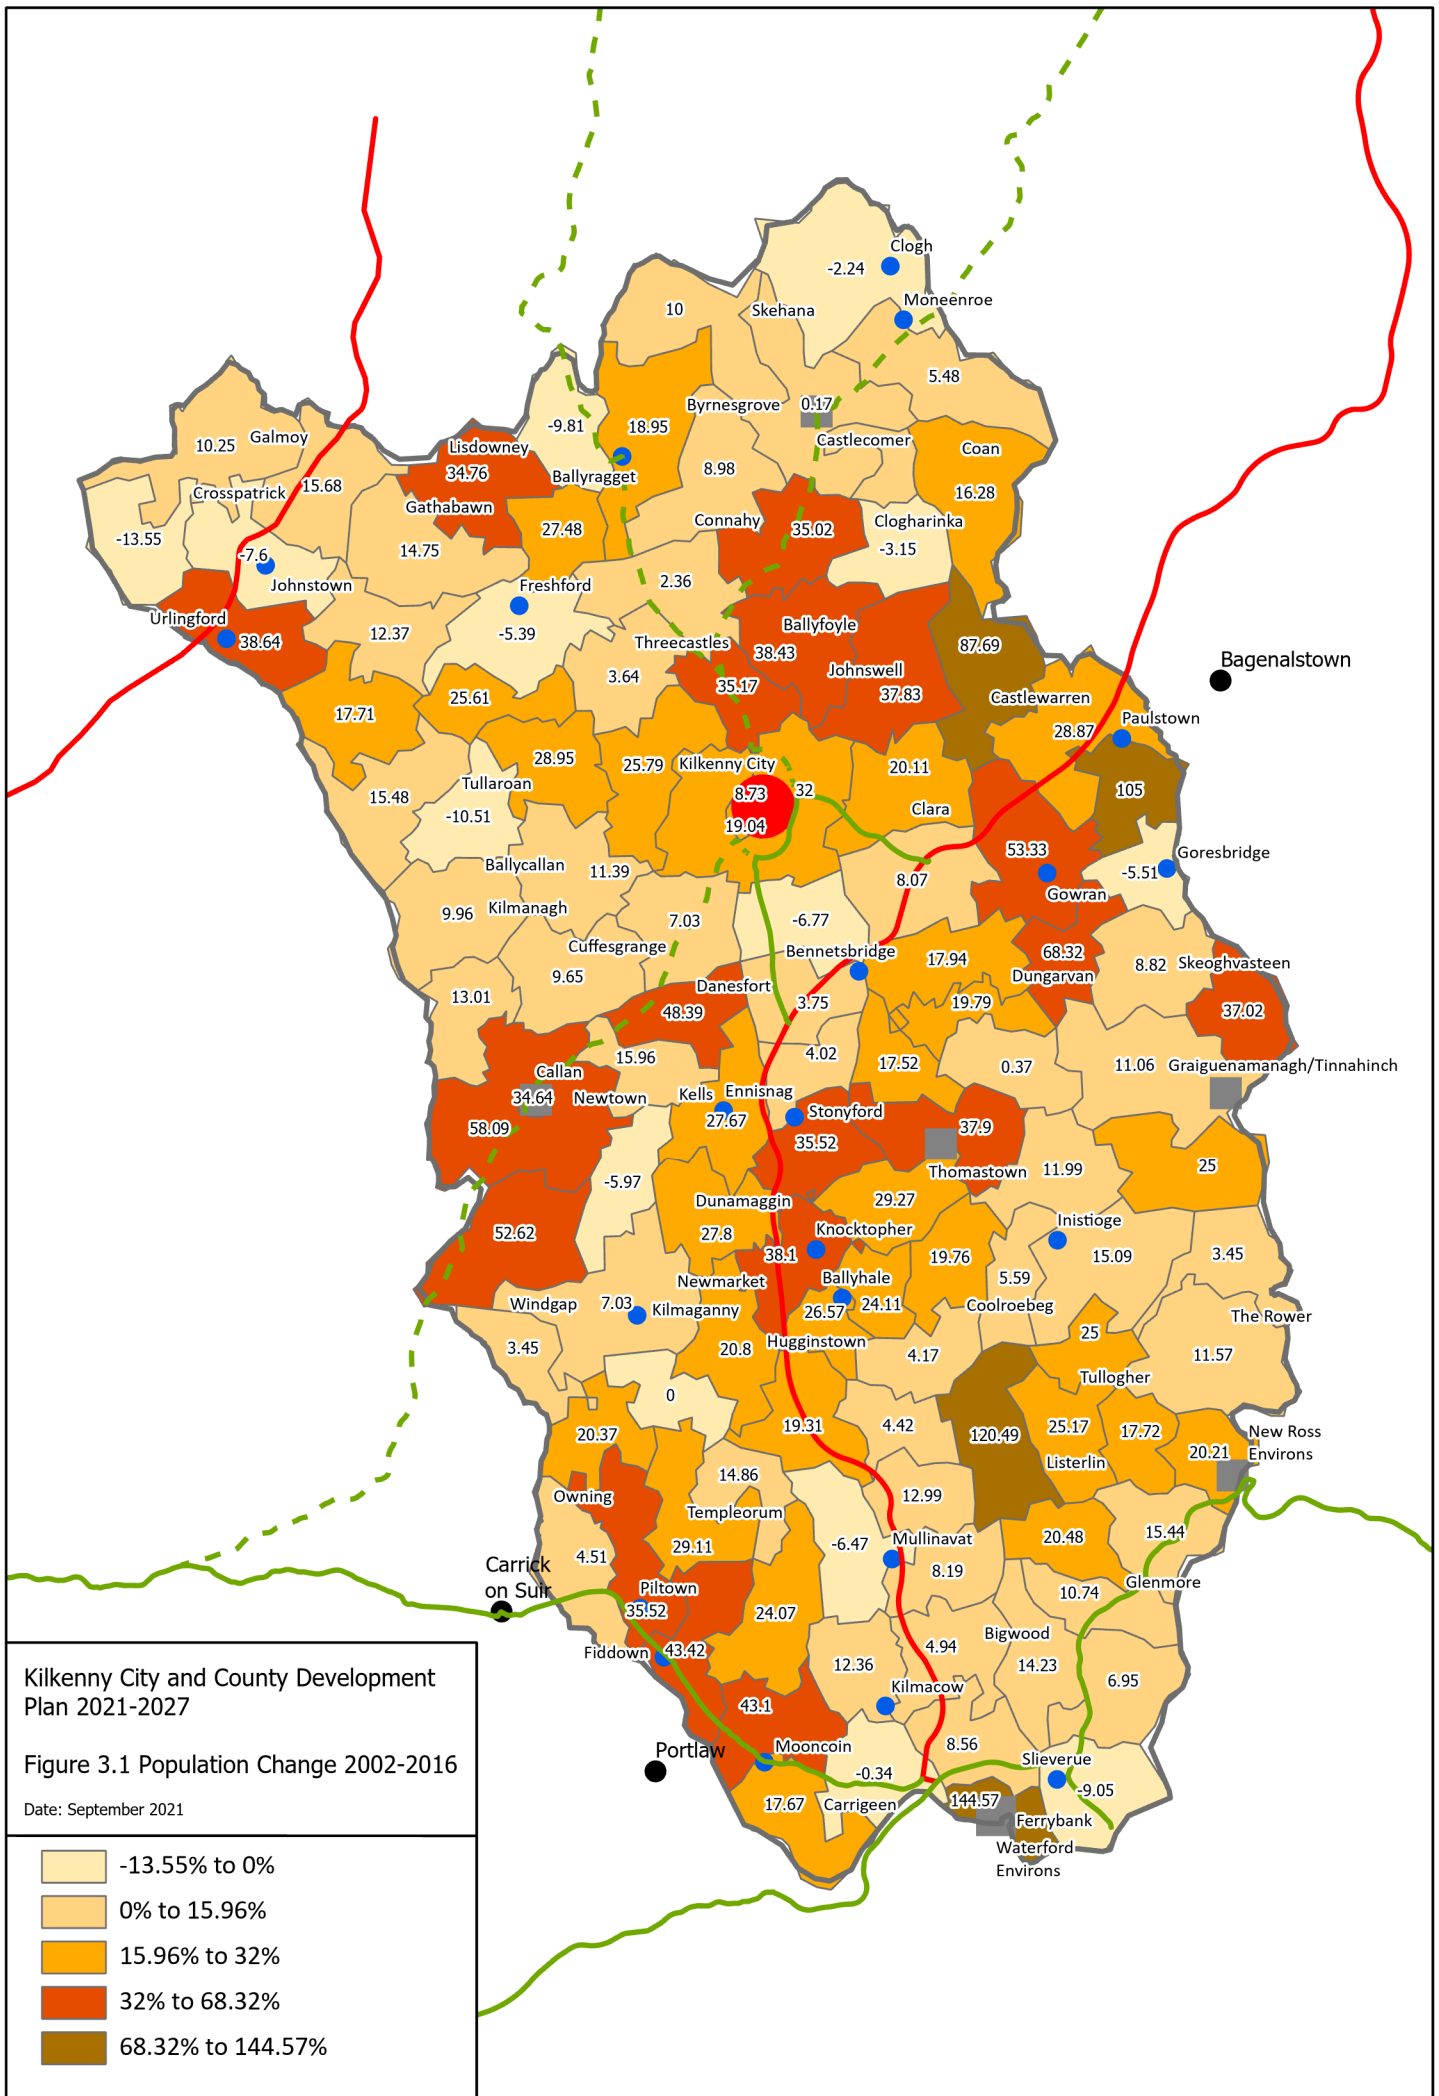 Clogh
-2.24
Moneenroe
10
Skehana
5.48
0.17
Byrnesgrove
18.95
-9.81
Castlecomer
Coan
Galmoy
10.25
Lisdowney
34.76
Ballyragget
8.98
16.28
Crosspatrick
15.68
Gathabawn
Connahy
35.02
Clogharinka
-3.15
-13.55
27.48
14.75
-7.6
Johnstown
Freshford
2.36
Urlingford
38.64
12.37
-5.39
Threecastles
Ballyfoyle
38.43
87.69
Bagenalstown
3.64
35.17
Johnswell
37.83
Castlewarren
17.71
25.61
28.87
Paulstown
28.95
25.79
Kilkenny City
20.11
15.48
Tullaroan
8.73
32
105
-10.51
19.04
Clara
53.33
Goresbridge
Ballycallan
11.39
8.07
-5.51
Gowran
9.96
Kilmanagh
7.03
-6.77
Cuffesgrange
Bennetsbridge
17.94
68.32
8.82
Skeoghvasteen
9.65
Dungarvan
13.01
Danesfort
3.75
19.79
48.39
37.02
15.96
4.02
17.52
0.37
11.06
Graiguenamanagh/Tinnahinch
Callan
34.64
Newtown
Kells
Ennisnag
27.67
Stonyford
58.09
35.52
37.9
Thomastown
11.99
25
-5.97
Dunamaggin
29.27
52.62
27.8
Knocktopher
38.1
19.76
Inistioge
15.09
3.45
Newmarket
Ballyhale
5.59
Windgap
7.03
Kilmaganny
26.57
24.11
Coolroebeg
The Rower
3.45
20.8
Hugginstown
4.17
25
11.57
0
Tullogher
20.37
19.31
4.42
120.49
25.17
17.72
New Ross
Environs
20.21
14.86
Listerlin
Owning
Templeorum
12.99
4.51
29.11
-6.47
Mullinavat
8.19
20.48
15.44
Carrick
on Suir
Piltown
35.52
24.07
10.74
Glenmore
Fiddown
43.42
12.36
4.94
Bigwood
14.23
6.95
43.1
Kilmacow
Portlaw
Mooncoin
8.56
Slieverue
-0.34
-9.05
17.67
Carrigeen
144.57
Ferrybank
Waterford
Environs
Kilkenny City and County Development
Plan 2021-2027
Figure 3.1 Population Change 2002-2016
Date: September 2021
-13.55% to 0%
0% to 15.96%
15.96% to 32%
32% to 68.32%
68.32% to 144.57%